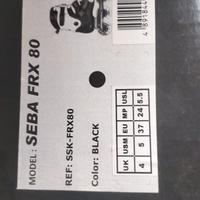 MODEL : SEBA FRX 80
REF: SSK-FRX80
Color: BLACK
UK USM EU MP USL
4 5 37 24 5.5